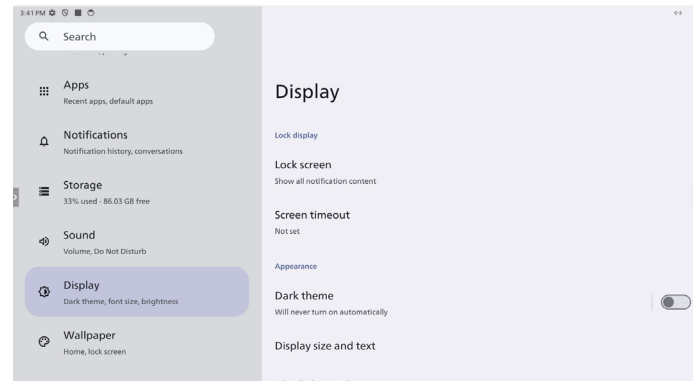 3:41 PM
Search
Apps
Recent apps, default apps
Notifications
Notification history, conversations
Storage
33% used - 86.03 GB free
Sound
Volume, Do Not Disturb
Display
Dark theme, font size, brightness
Wallpaper
Home, lock screen
Display
Lock display
Lock screen
Show all notification content
Screen timeout
Not set
Appearance
Dark theme
Will never turn on automatically
Display size and text